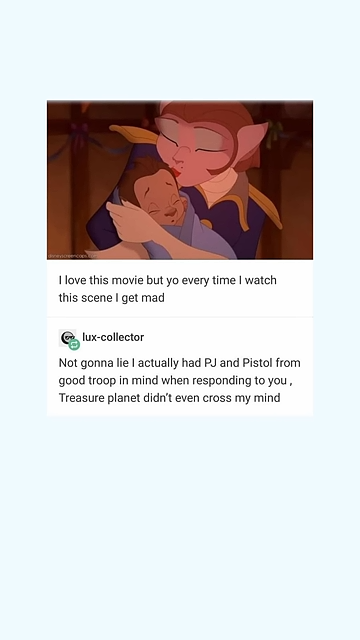 disneyscreencaps.com
I love this movie but yo every time I watch
this scene I get mad
lux-collector
Not gonna lie I actually had PJ and Pistol from
good troop in mind when responding to you ,
Treasure planet didn’t even cross my mind